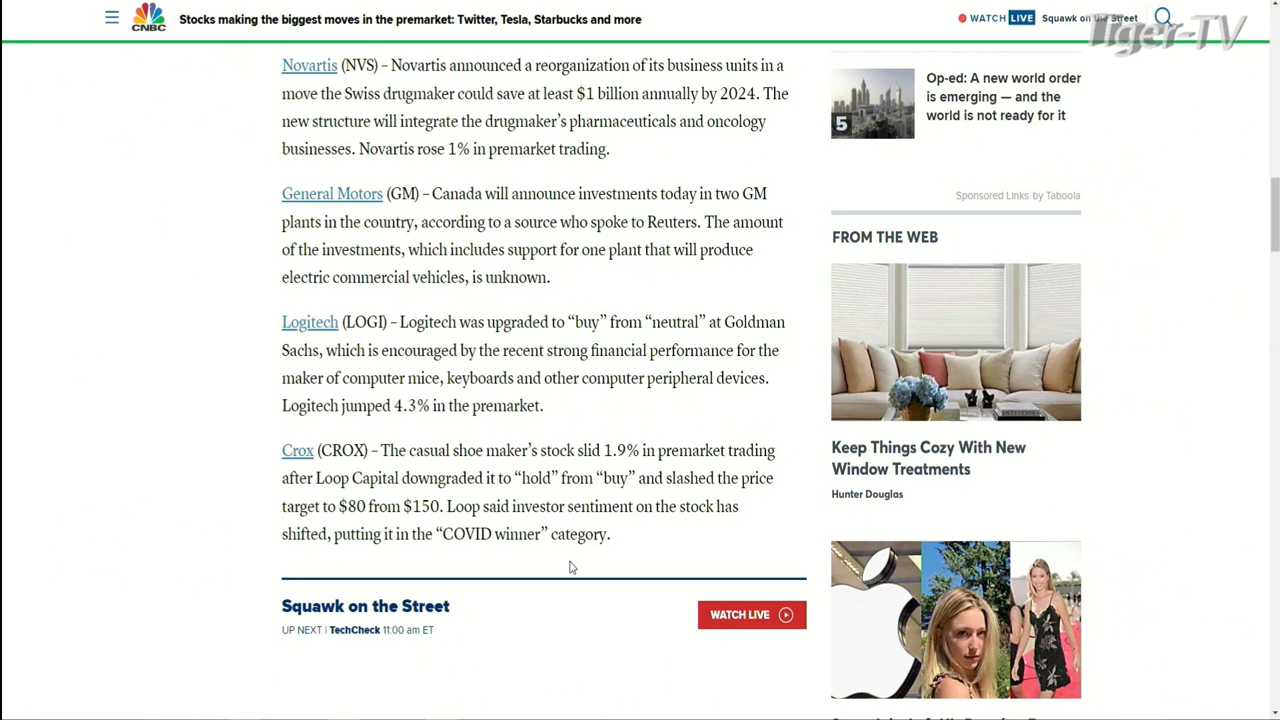 Stocks making the biggest moves in the premarket: Twitter, Tesla, Starbucks and more
WATCH LIVE
Squawk on the Street
CNBC
Tiger-TV
Novartis (NVS) – Novartis announced a reorganization of its business units in a
move the Swiss drugmaker could save at least $1 billion annually by 2024. The
new structure will integrate the drugmaker’s pharmaceuticals and oncology
businesses. Novartis rose 1% in premarket trading.
General Motors (GM) – Canada will announce investments today in two GM
plants in the country, according to a source who spoke to Reuters. The amount
of the investments, which includes support for one plant that will produce
electric commercial vehicles, is unknown.
Logitech (LOGI) – Logitech was upgraded to “buy” from “neutral” at Goldman
Sachs, which is encouraged by the recent strong financial performance for the
maker of computer mice, keyboards and other computer peripheral devices.
Logitech jumped 4.3% in the premarket.
Crox (CROX) – The casual shoe maker’s stock slid 1.9% in premarket trading
after Loop Capital downgraded it to “hold” from “buy” and slashed the price
target to $80 from $150. Loop said investor sentiment on the stock has
shifted, putting it in the “COVID winner” category.
Squawk on the Street
UP NEXT | TechCheck 11:00 am ET
WATCH LIVE
5
Op-ed: A new world order
is emerging — and the
world is not ready for it
Sponsored Links by Taboola
FROM THE WEB
Keep Things Cozy With New
Window Treatments
Hunter Douglas